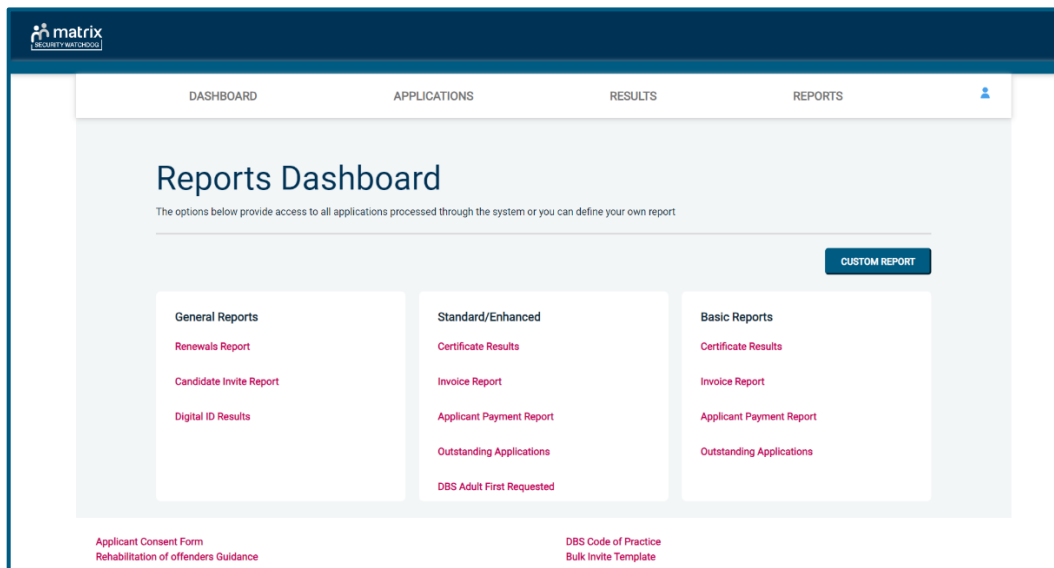 matrix
SECURITY WATCHDOG
DASHBOARD
APPLICATIONS
RESULTS
REPORTS
Reports Dashboard
The options below provide access to all applications processed through the system or you can define your own report
CUSTOM REPORT
General Reports
Renewals Report
Candidate Invite Report
Digital ID Results
Standard/Enhanced
Certificate Results
Invoice Report
Applicant Payment Report
Outstanding Applications
DBS Adult First Requested
Basic Reports
Certificate Results
Invoice Report
Applicant Payment Report
Outstanding Applications
Applicant Consent Form
Rehabilitation of offenders Guidance
DBS Code of Practice
Bulk Invite Template